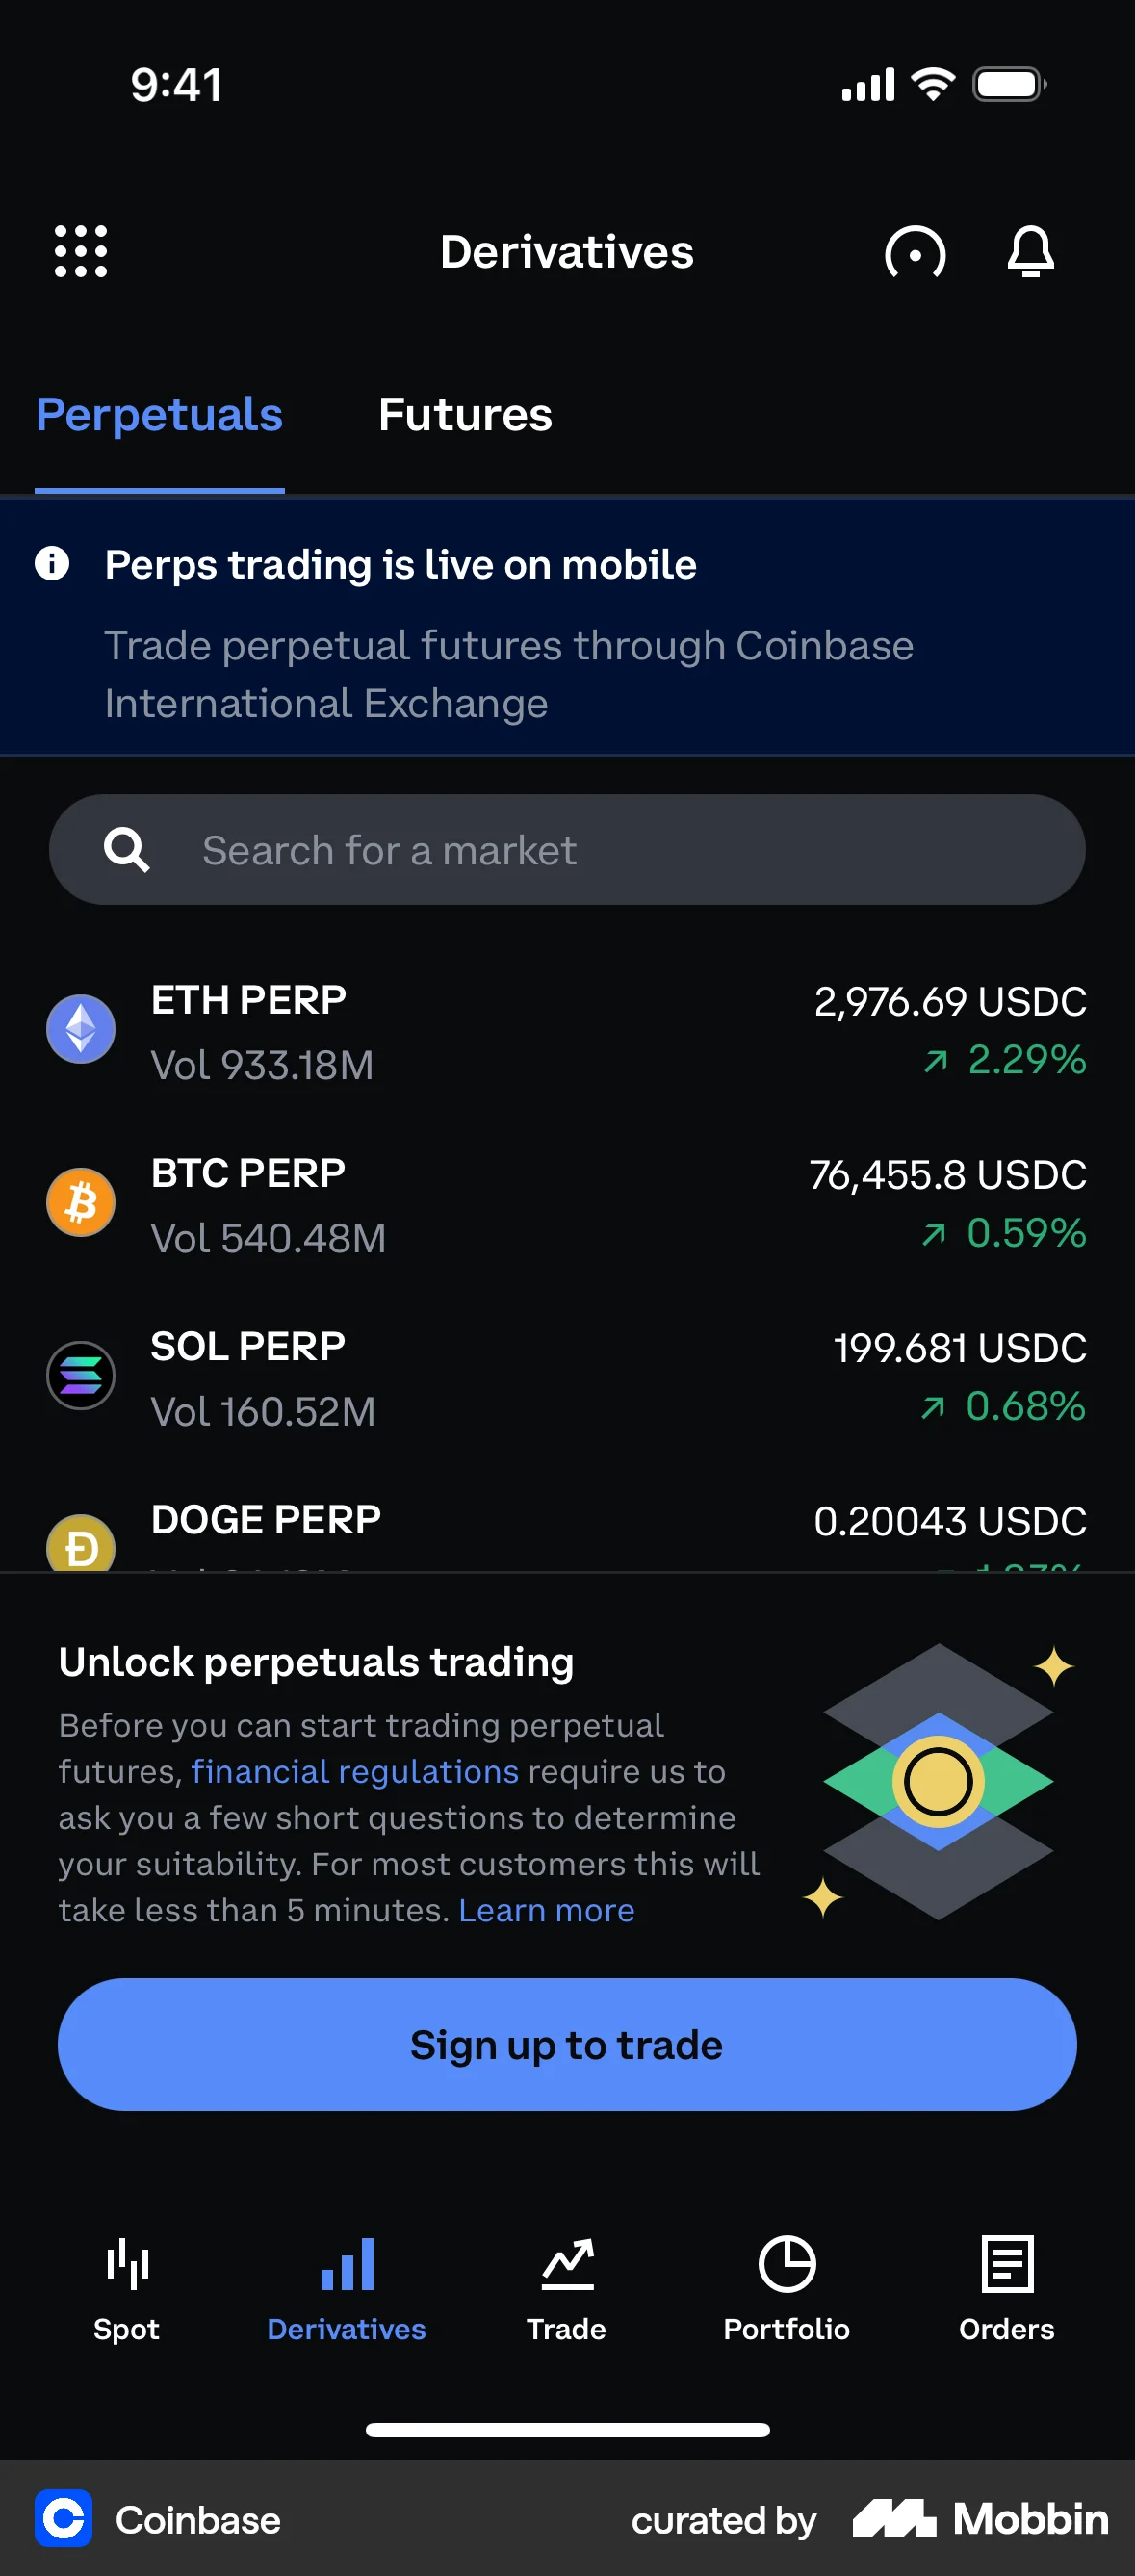 9:41
Derivatives
Perpetuals Futures
Perps trading is live on mobile
Trade perpetual futures through Coinbase
International Exchange
Search for a market
ETH PERP 2,976.69 USDC
Vol 933.18M 2.29%
BTC PERP 76,455.8 USDC
Vol 540.48M 0.59%
SOL PERP 199.681 USDC
Vol 160.52M 0.68%
DOGE PERP 0.20043 USDC
Unlock perpetuals trading
Before you can start trading perpetual
futures, financial regulations require us to
ask you a few short questions to determine
your suitability. For most customers this will
take less than 5 minutes. Learn more
Sign up to trade
Spot Derivatives Trade Portfolio Orders
Coinbase curated by Mobbin